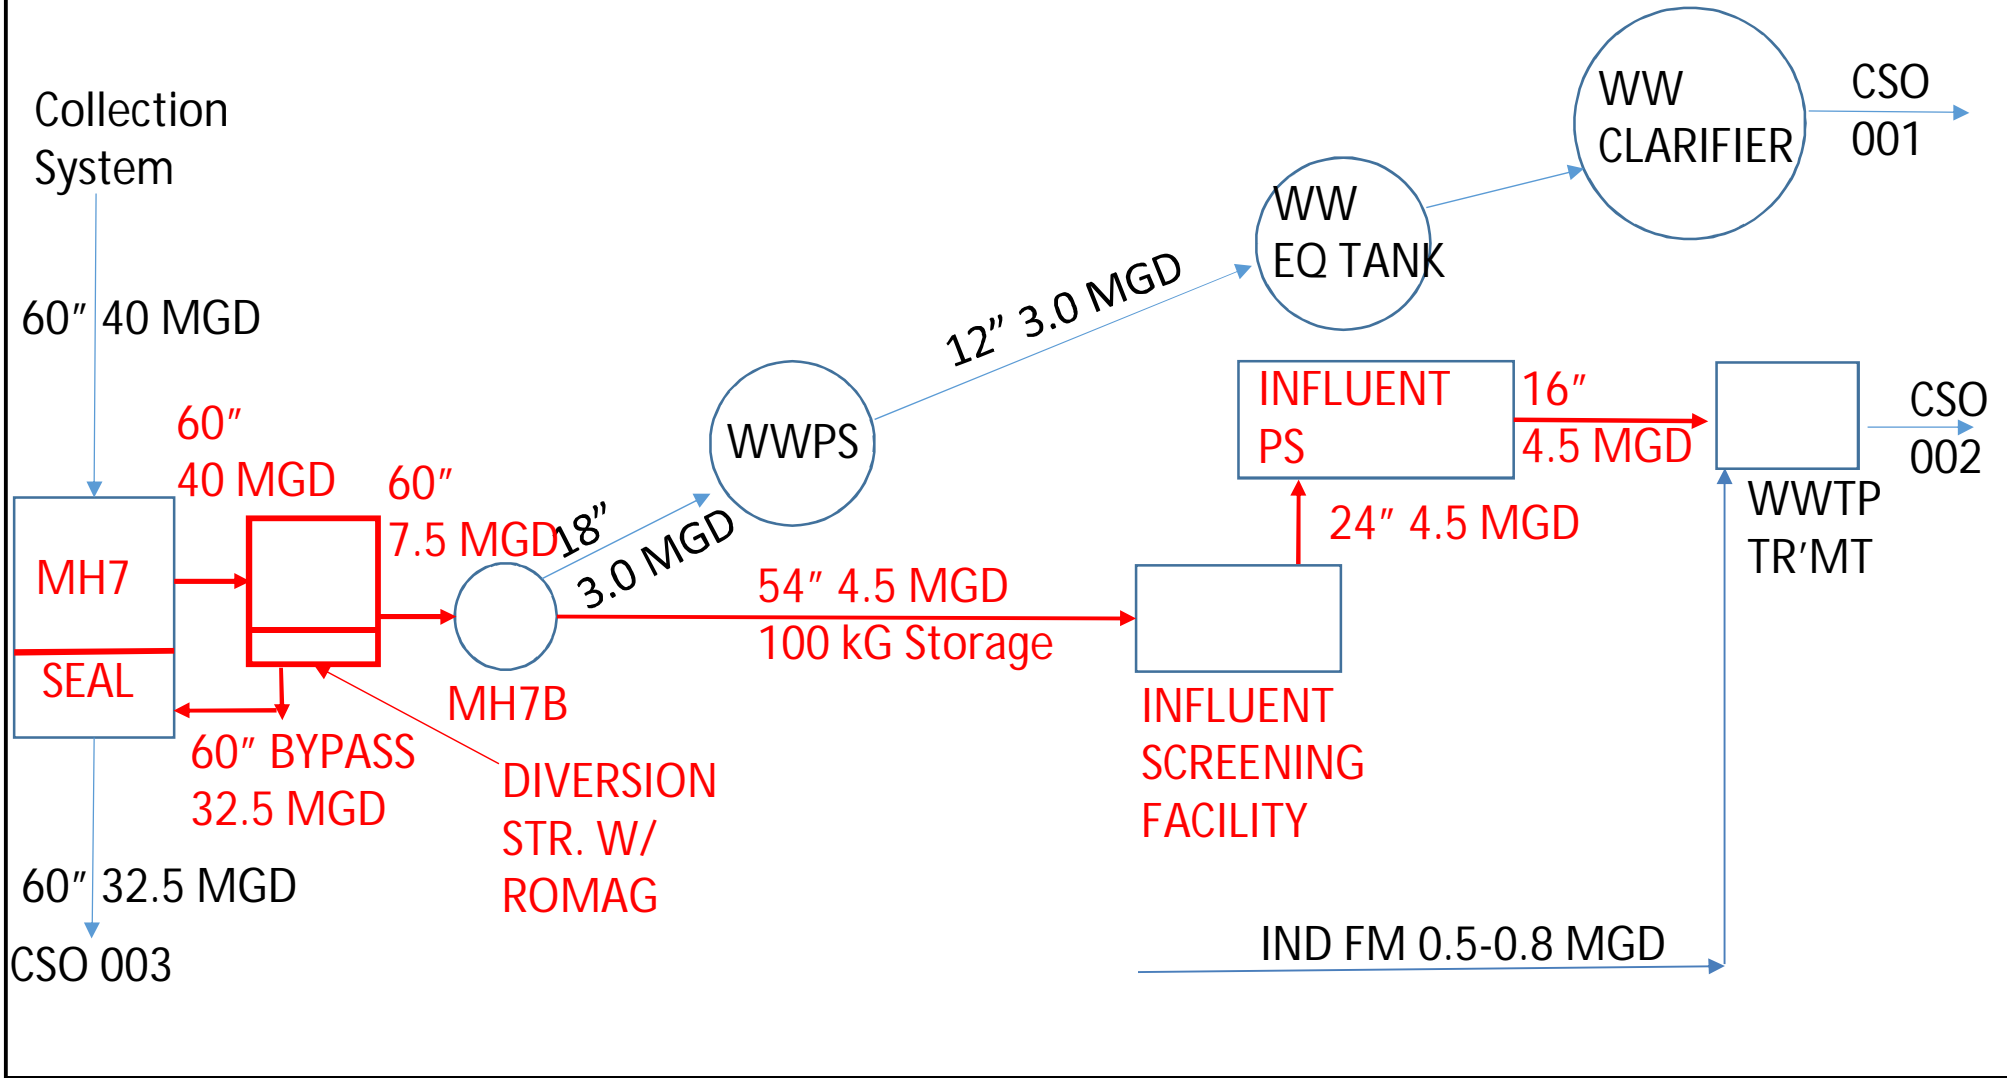 Collection
System
60″ 40 MGD
60″
40 MGD
60″
7.5 MGD
MH7
SEAL
60″ BYPASS
32.5 MGD
60″ 32.5 MGD
CSO 003
DIVERSION
STR. W/
ROMAG
MH7B
18″
3.0 MGD
WWPS
12″ 3.0 MGD
WW
EQ TANK
WW
CLARIFIER
CSO
001
54″ 4.5 MGD
100 kG Storage
INFLUENT
SCREENING
FACILITY
24″ 4.5 MGD
INFLUENT
PS
16″
4.5 MGD
WWTP
TR’MT
CSO
002
IND FM 0.5-0.8 MGD